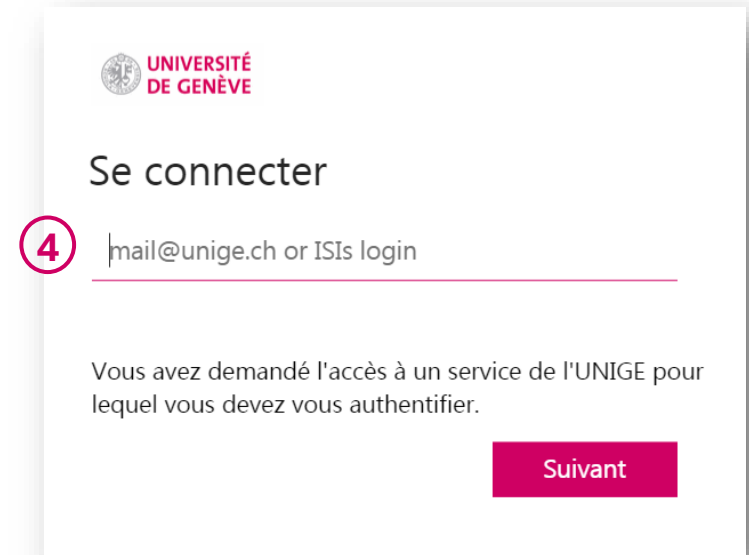 UNIVERSITÉ
DE GENÈVE
Se connecter
4
mail@unige.ch or ISIs login
Vous avez demandé l'accès à un service de l'UNIGE pour
lequel vous devez vous authentifier.
Suivant